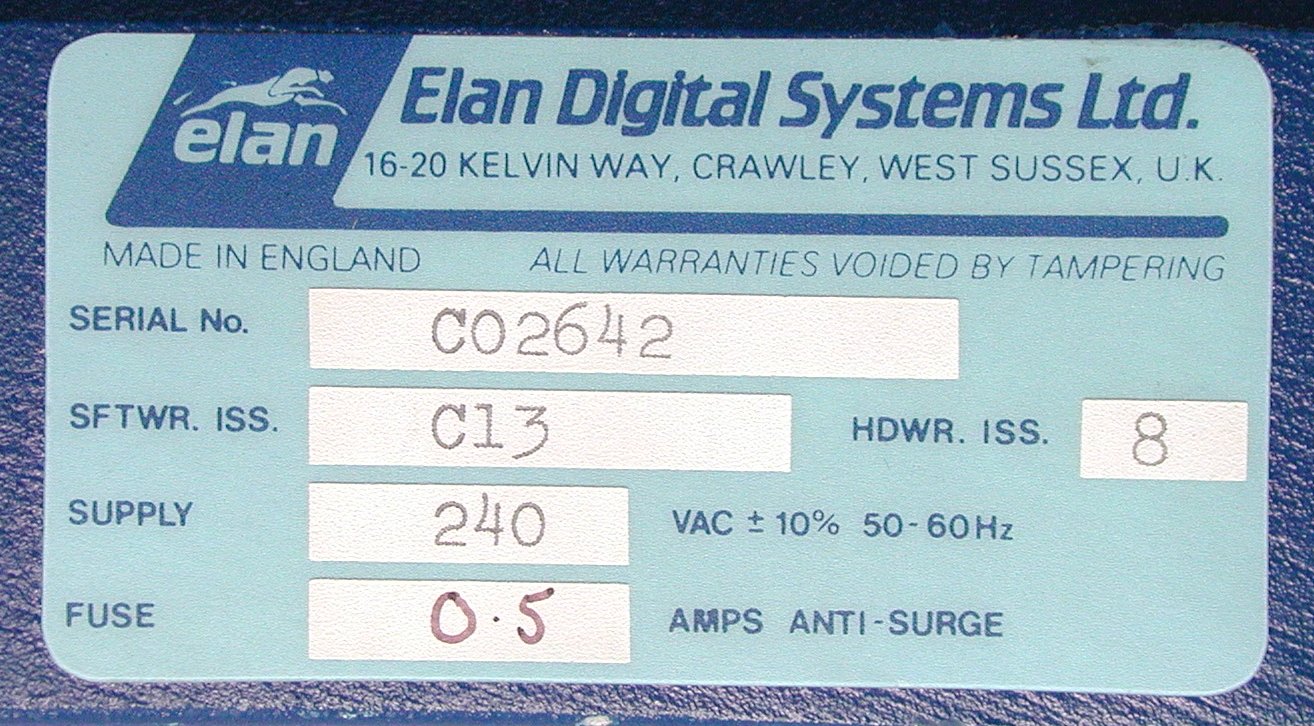 elan
Elan Digital Systems Ltd.
16-20 KELVIN WAY, CRAWLEY, WEST SUSSEX, U.K.
MADE IN ENGLAND ALL WARRANTIES VOIDED BY TAMPERING
SERIAL No. C02642
SFTWR. ISS. C13 HDWR. ISS. 8
SUPPLY 240 VAC ± 10% 50-60Hz
FUSE 0.5 AMPS ANTI-SURGE